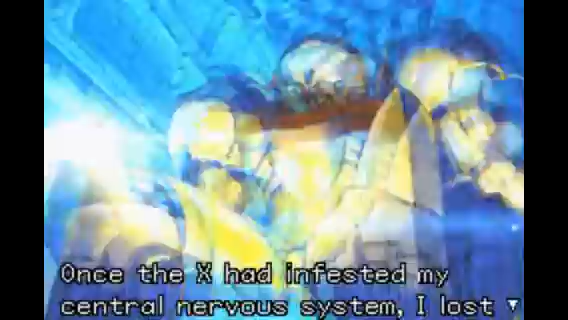 Once the X had infested my
central nervous system, I lost